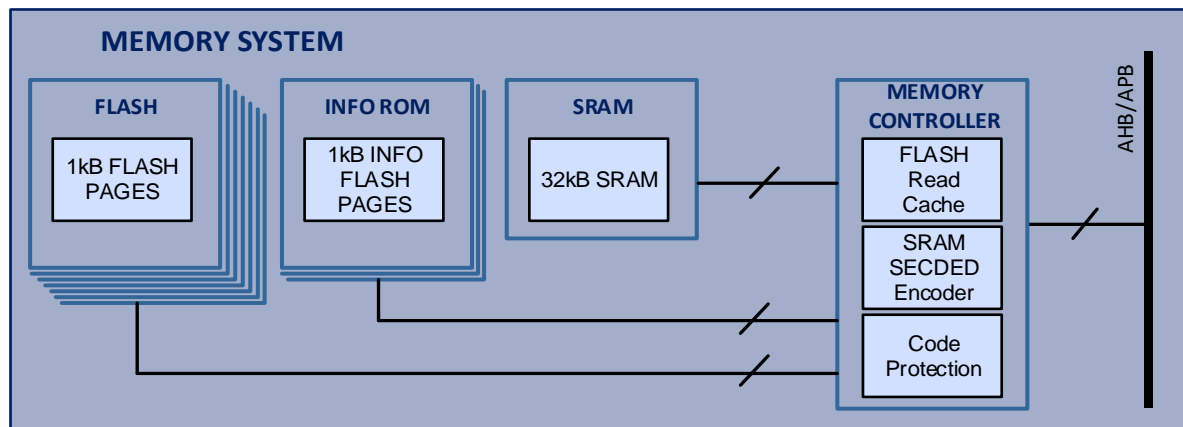 MEMORY SYSTEM
FLASH
1kB FLASH
PAGES
INFO ROM
1kB INFO
FLASH
PAGES
SRAM
32kB SRAM
MEMORY
CONTROLLER
FLASH
Read
Cache
SRAM
SECDED
Encoder
Code
Protection
AHB/APB